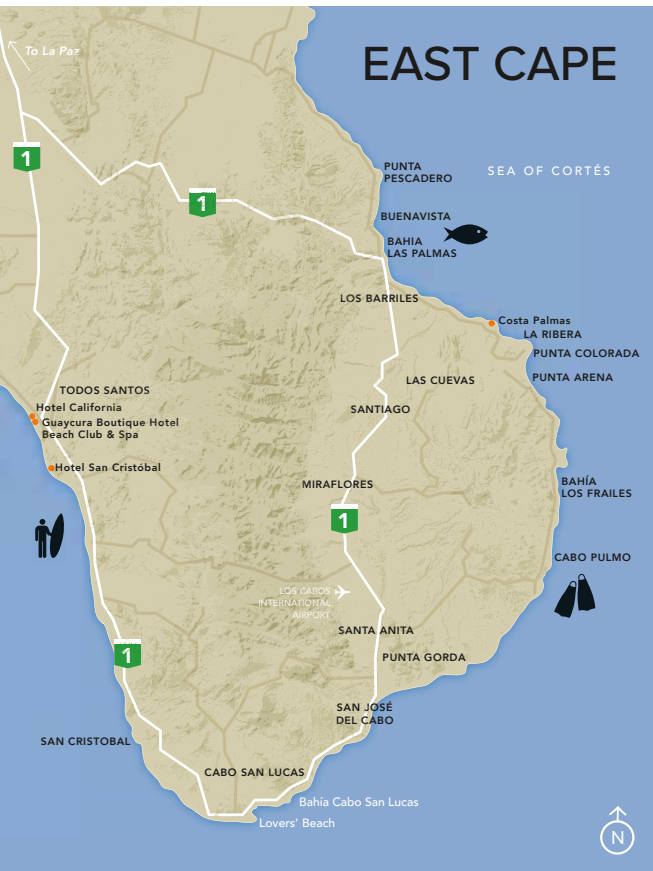 EAST CAPE
To La Paz
1
PUNTA
PESCADERO
SEA OF CORTÉS
1
BUENAVISTA
BAHIA
LAS PALMAS
LOS BARRILES
Costa Palmas
LA RIBERA
PUNTA COLORADA
LAS CUEVAS
PUNTA ARENA
TODOS SANTOS
Hotel California
SANTIAGO
Guaycura Boutique Hotel
Beach Club & Spa
Hotel San Cristóbal
MIRAFLORES
BAHÍA
LOS FRAILES
1
CABO PULMO
LOS CABOS
INTERNATIONAL
AIRPORT
SANTA ANITA
1
PUNTA GORDA
SAN JOSÉ
DEL CABO
SAN CRISTOBAL
CABO SAN LUCAS
Bahía Cabo San Lucas
Lovers' Beach
N